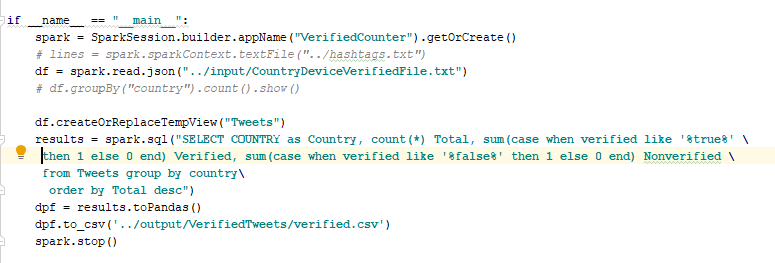 if __name__ == "__main__":
    spark = SparkSession.builder.appName("VerifiedCounter").getOrCreate()
    # lines = spark.sparkContext.textFile("../hashtags.txt")
    df = spark.read.json("../input/CountryDeviceVerifiedFile.txt")
    # df.groupBy("country").count().show()

    df.createOrReplaceTempView("Tweets")
    results = spark.sql("SELECT COUNTRY as Country, count(*) Total, sum(case when verified like '%true%' \
     then 1 else 0 end) Verified, sum(case when verified like '%false%' then 1 else 0 end) Nonverified \
     from Tweets group by country\
      order by Total desc")
    dpf = results.toPandas()
    dpf.to_csv('../output/VerifiedTweets/verified.csv')
    spark.stop()